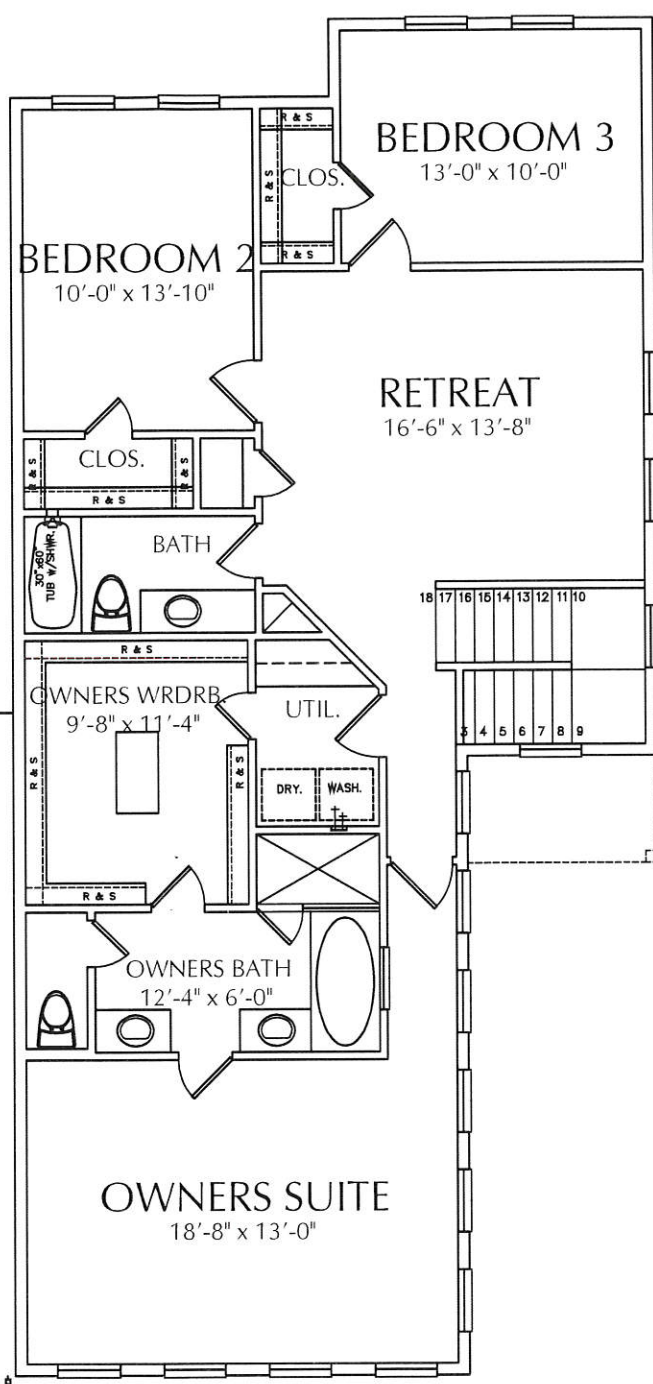 R & S
BEDROOM 3
13'-0" x 10'-0"
CLOS.
R & S
R & S
BEDROOM 2
10'-0" x 13'-10"
RETREAT
16'-6" x 13'-8"
CLOS.
R & S
R & S
R & S
30"x60"
TUB W/SHWR.
BATH
18 17 16 15 14 13 12 11 10
R & S
OWNERS WRDRB.
9'-8" x 11'-4"
UTIL.
3 4 5 6 7 8 9
R & S
R & S
DRY.
WASH.
R & S
OWNERS BATH
12'-4" x 6'-0"
OWNERS SUITE
18'-8" x 13'-0"